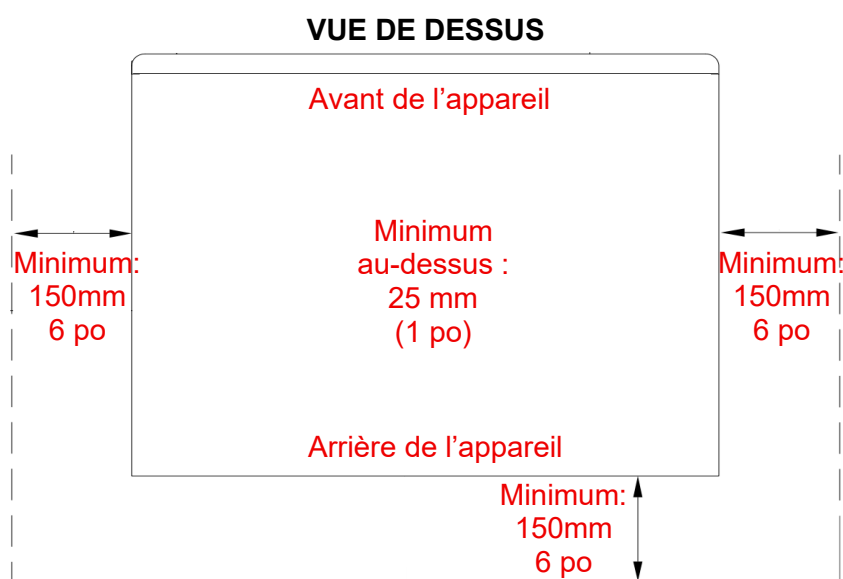 VUE DE DESSUS
Avant de l’appareil
Minimum:
150mm
6 po
Minimum
au-dessus :
25 mm
(1 po)
Minimum:
150mm
6 po
Arrière de l’appareil
Minimum:
150mm
6 po